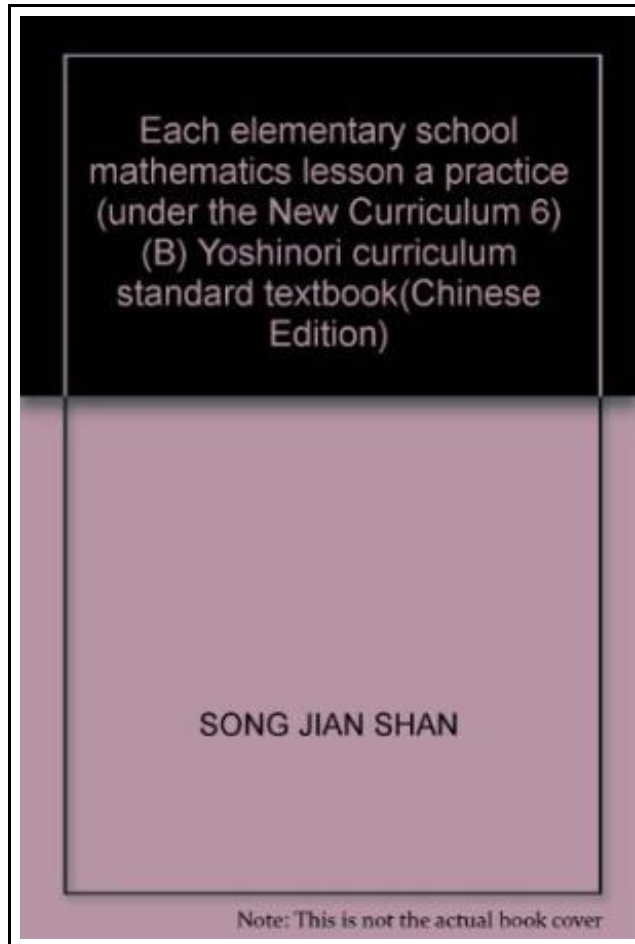 Each elementary school
mathematics lesson a practice
(under the New Curriculum 6)
(B) Yoshinori curriculum
standard textbook(Chinese
Edition)
SONG JIAN SHAN
Note: This is not the actual book cover